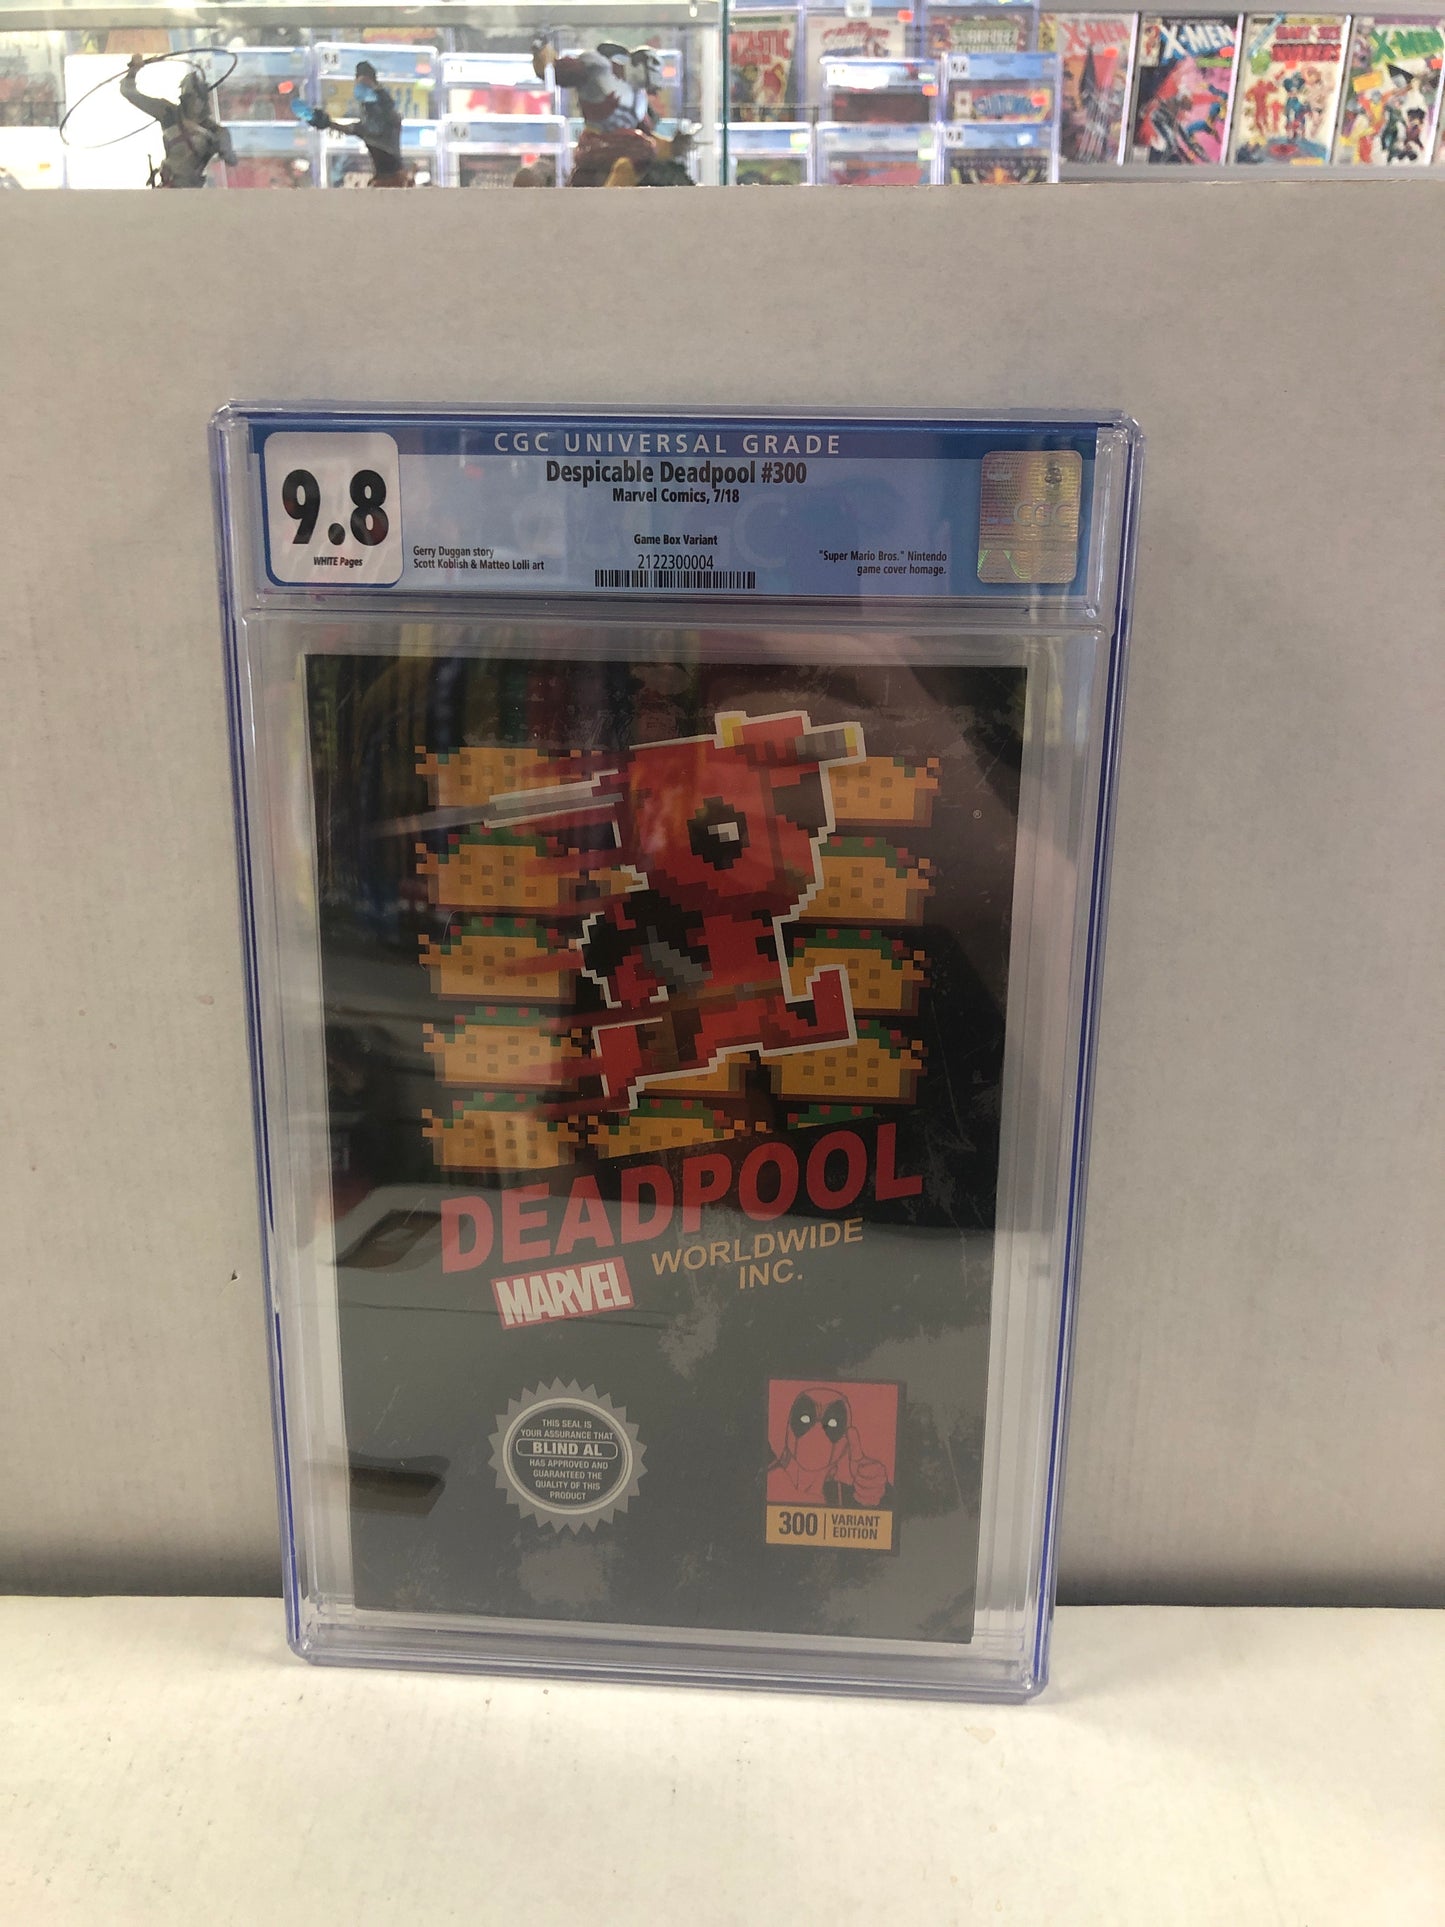 X-MEN
X-MEN
X-MEN
CGC UNIVERSAL GRADE
9.8
WHITE Pages
Despicable Deadpool #300
Marvel Comics, 7/18
Gerry Duggan story
Scott Koblish & Matteo Lolli art
Game Box Variant
2122300004
"Super Mario Bros." Nintendo
game cover homage.
CGC
®
DEADPOOL
MARVEL
WORLDWIDE
INC.
THIS SEAL IS
YOUR ASSURANCE THAT
BLIND AL
HAS APPROVED AND
GUARANTEED THE
QUALITY OF THIS
PRODUCT
300 | VARIANT
EDITION